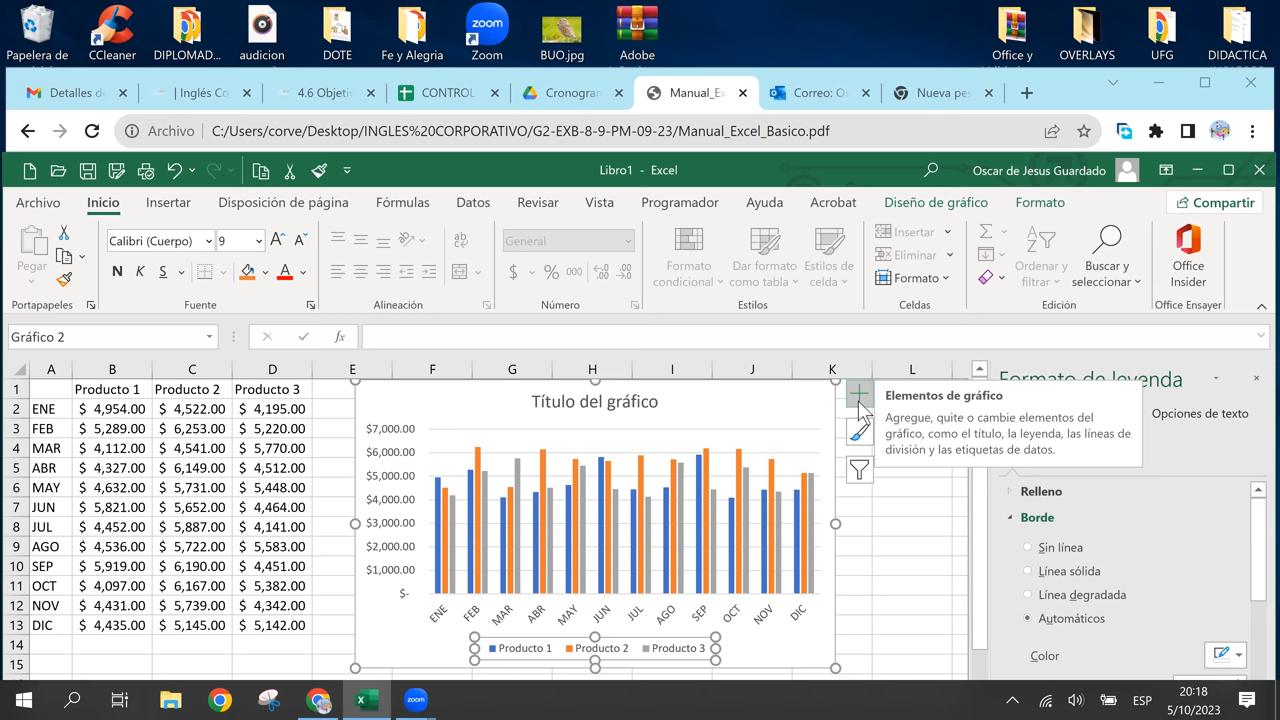 Papelera de
CCleaner
DIPLOMAD...
audicion
DOTE
Fe y Alegria
zoom
Zoom
BUO.jpg
Adobe
Office y
OVERLAYS
UFG
DIDACTICA
Detalles de
| Inglés Co
4.6 Objetiv
CONTROL
Cronogram
Manual_Ex
Correo: Os
Nueva pes
Archivo
C:/Users/corve/Desktop/INGLES%20CORPORATIVO/G2-EXB-8-9-PM-09-23/Manual_Excel_Basico.pdf
Libro1 - Excel
Oscar de Jesus Guardado
Archivo Inicio Insertar Disposición de página Fórmulas Datos Revisar Vista Programador Ayuda Acrobat Diseño de gráfico Formato Compartir
Pegar
Calibri (Cuerpo) 9
N K S
ab
General
$ % 000
Formato
condicional
Dar formato
como tabla
Estilos de
celda
Insertar
Eliminar
Formato
Ordenar y
filtrar
Buscar y
seleccionar
Office
Insider
Portapapeles Fuente Alineación Número Estilos Celdas Edición Office Ensayer
Gráfico 2 fx
A B C D E F G H I J K L
1 Producto 1 Producto 2 Producto 3
2 ENE $ 4,954.00 $ 4,522.00 $ 4,195.00
3 FEB $ 5,289.00 $ 6,253.00 $ 5,220.00
4 MAR $ 4,112.00 $ 4,541.00 $ 5,770.00
5 ABR $ 4,327.00 $ 6,149.00 $ 4,512.00
6 MAY $ 4,632.00 $ 5,731.00 $ 5,448.00
7 JUN $ 5,821.00 $ 5,652.00 $ 4,464.00
8 JUL $ 4,452.00 $ 5,887.00 $ 4,141.00
9 AGO $ 4,536.00 $ 5,722.00 $ 5,583.00
10 SEP $ 5,919.00 $ 6,190.00 $ 4,451.00
11 OCT $ 4,097.00 $ 6,167.00 $ 5,382.00
12 NOV $ 4,431.00 $ 5,739.00 $ 4,342.00
13 DIC $ 4,435.00 $ 5,145.00 $ 5,142.00
14
15
Título del gráfico
$7,000.00
$6,000.00
$5,000.00
$4,000.00
$3,000.00
$2,000.00
$1,000.00
$-
ENE FEB MAR ABR MAY JUN JUL AGO SEP OCT NOV DIC
Producto 1 Producto 2 Producto 3
Formato de leyenda
Elementos de gráfico
Agregue, quite o cambie elementos del
gráfico, como el título, la leyenda, las líneas de
división y las etiquetas de datos.
Opciones de texto
Relleno
Borde
Sin línea
Línea sólida
Línea degradada
Automáticos
Color
zoom
ESP
20:18
5/10/2023